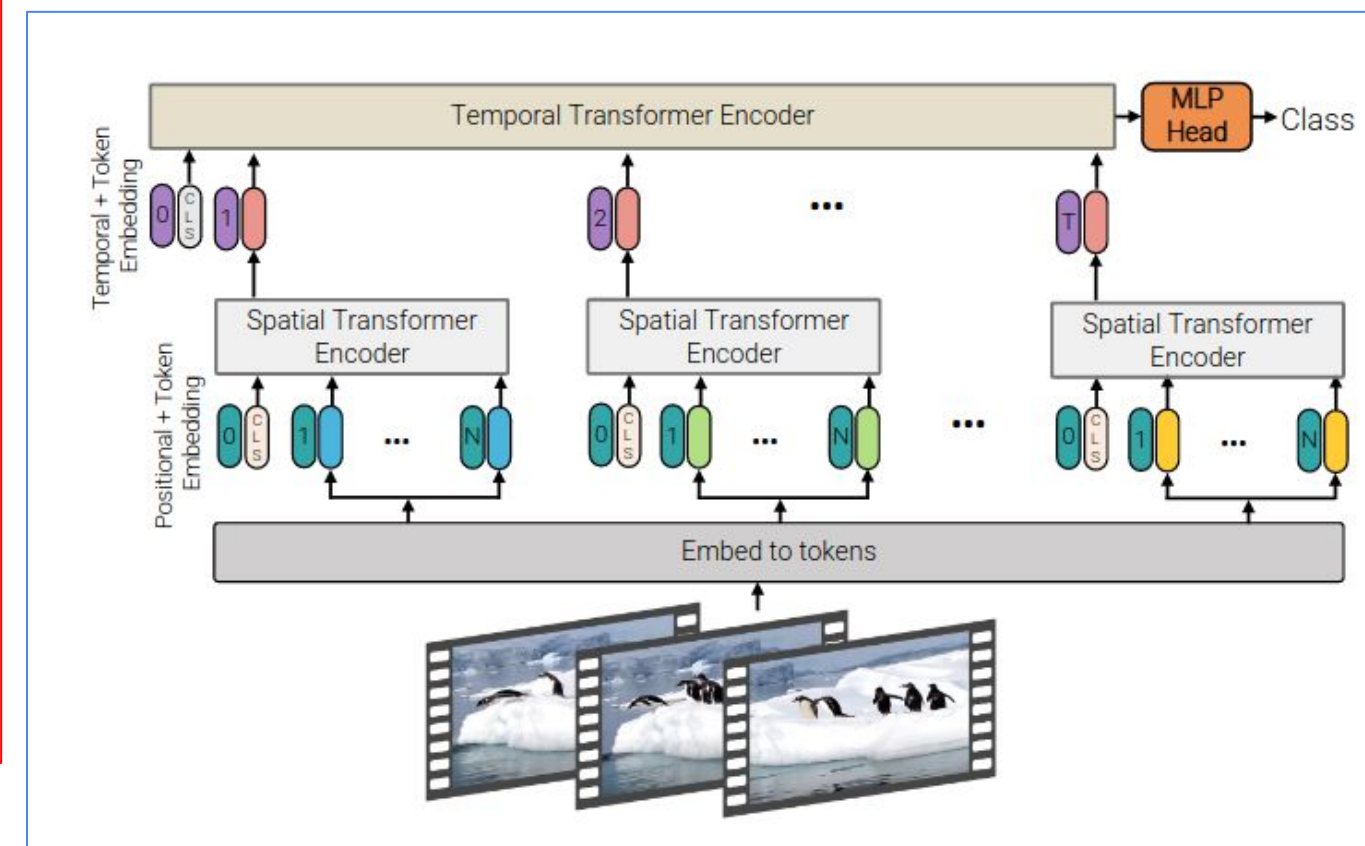 Temporal Transformer Encoder
MLP
Head
Class
Temporal + Token
Embedding
0 CLS 1 2 ... T
Spatial Transformer
Encoder
Spatial Transformer
Encoder
Spatial Transformer
Encoder
Positional + Token
Embedding
0 CLS 1 ... N 0 CLS 1 ... N ... 0 CLS 1 ... N
Embed to tokens